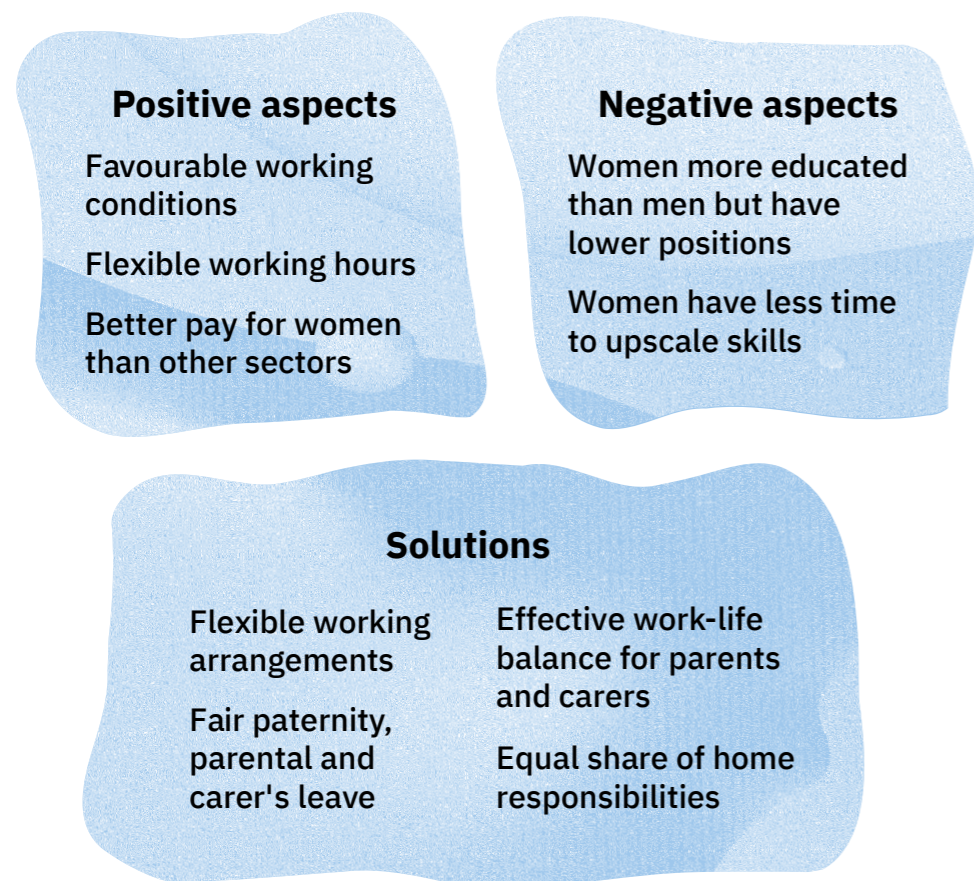 Positive aspects
Favourable working
conditions
Flexible working hours
Better pay for women
than other sectors
Negative aspects
Women more educated
than men but have
lower positions
Women have less time
to upscale skills
Solutions
Flexible working
arrangements
Fair paternity,
parental and
carer's leave
Effective work-life
balance for parents
and carers
Equal share of home
responsibilities